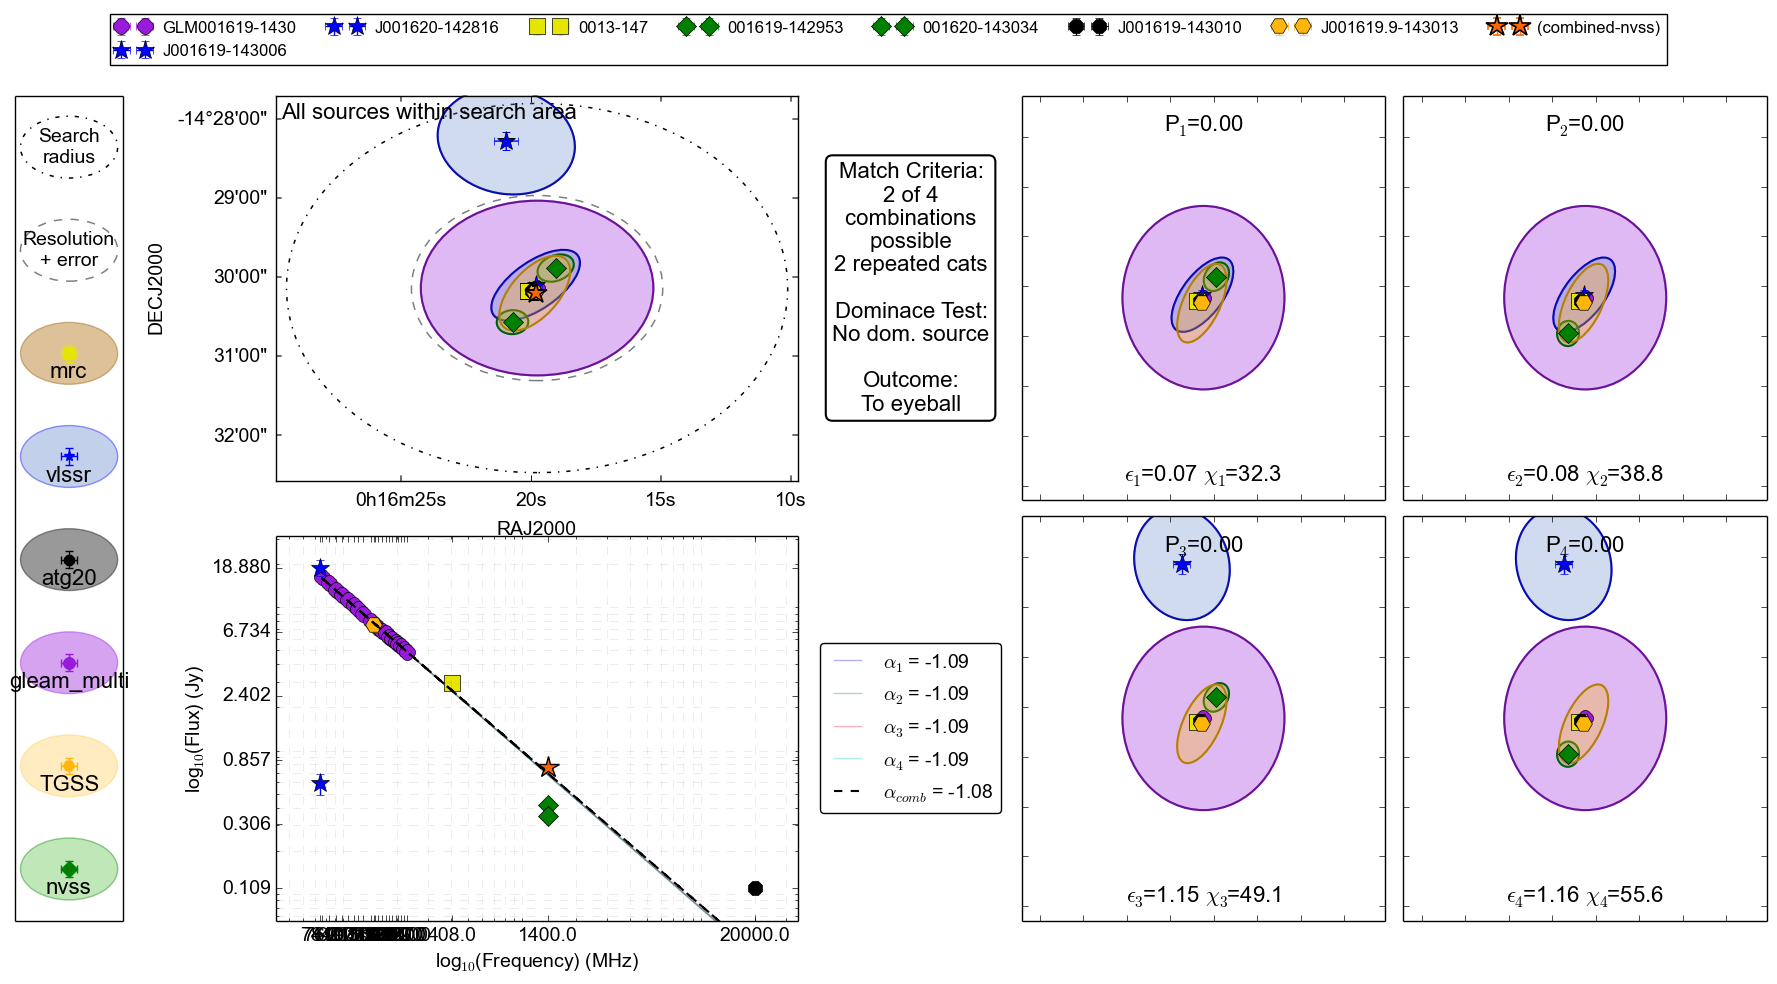 GLM001619-1430 J001620-142816 0013-147 001619-142953 001620-143034 J001619-143010 J001619.9-143013 (combined-nvss)
J001619-143006
Search
radius
Resolution
+ error
mrc
vlssr
atg20
gleam_multi
TGSS
nvss
All sources within search area
-14°28'00"
29'00"
30'00"
31'00"
32'00"
DECJ2000
0h16m25s 20s 15s 10s
RAJ2000
Match Criteria:
2 of 4
combinations
possible
2 repeated cats
Dominace Test:
No dom. source
Outcome:
To eyeball
P1=0.00
ϵ1=0.07 χ1=32.3
P2=0.00
ϵ2=0.08 χ2=38.8
18.880
6.734
2.402
0.857
0.306
0.109
log10(Flux) (Jy)
408.0 1400.0 20000.0
log10(Frequency) (MHz)
α1 = -1.09
α2 = -1.09
α3 = -1.09
α4 = -1.09
αcomb = -1.08
P3=0.00
ϵ3=1.15 χ3=49.1
P4=0.00
ϵ4=1.16 χ4=55.6